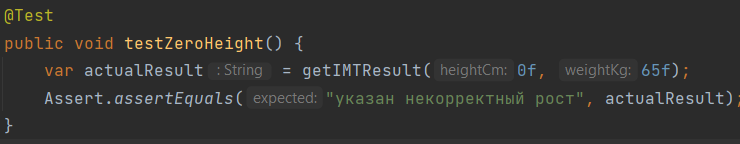 @Test
public void testZeroHeight() {
var actualResult : String = getIMTResult( heightCm: 0f, weightKg: 65f);
Assert.assertEquals( expected: "указан некорректный рост", actualResult);
}